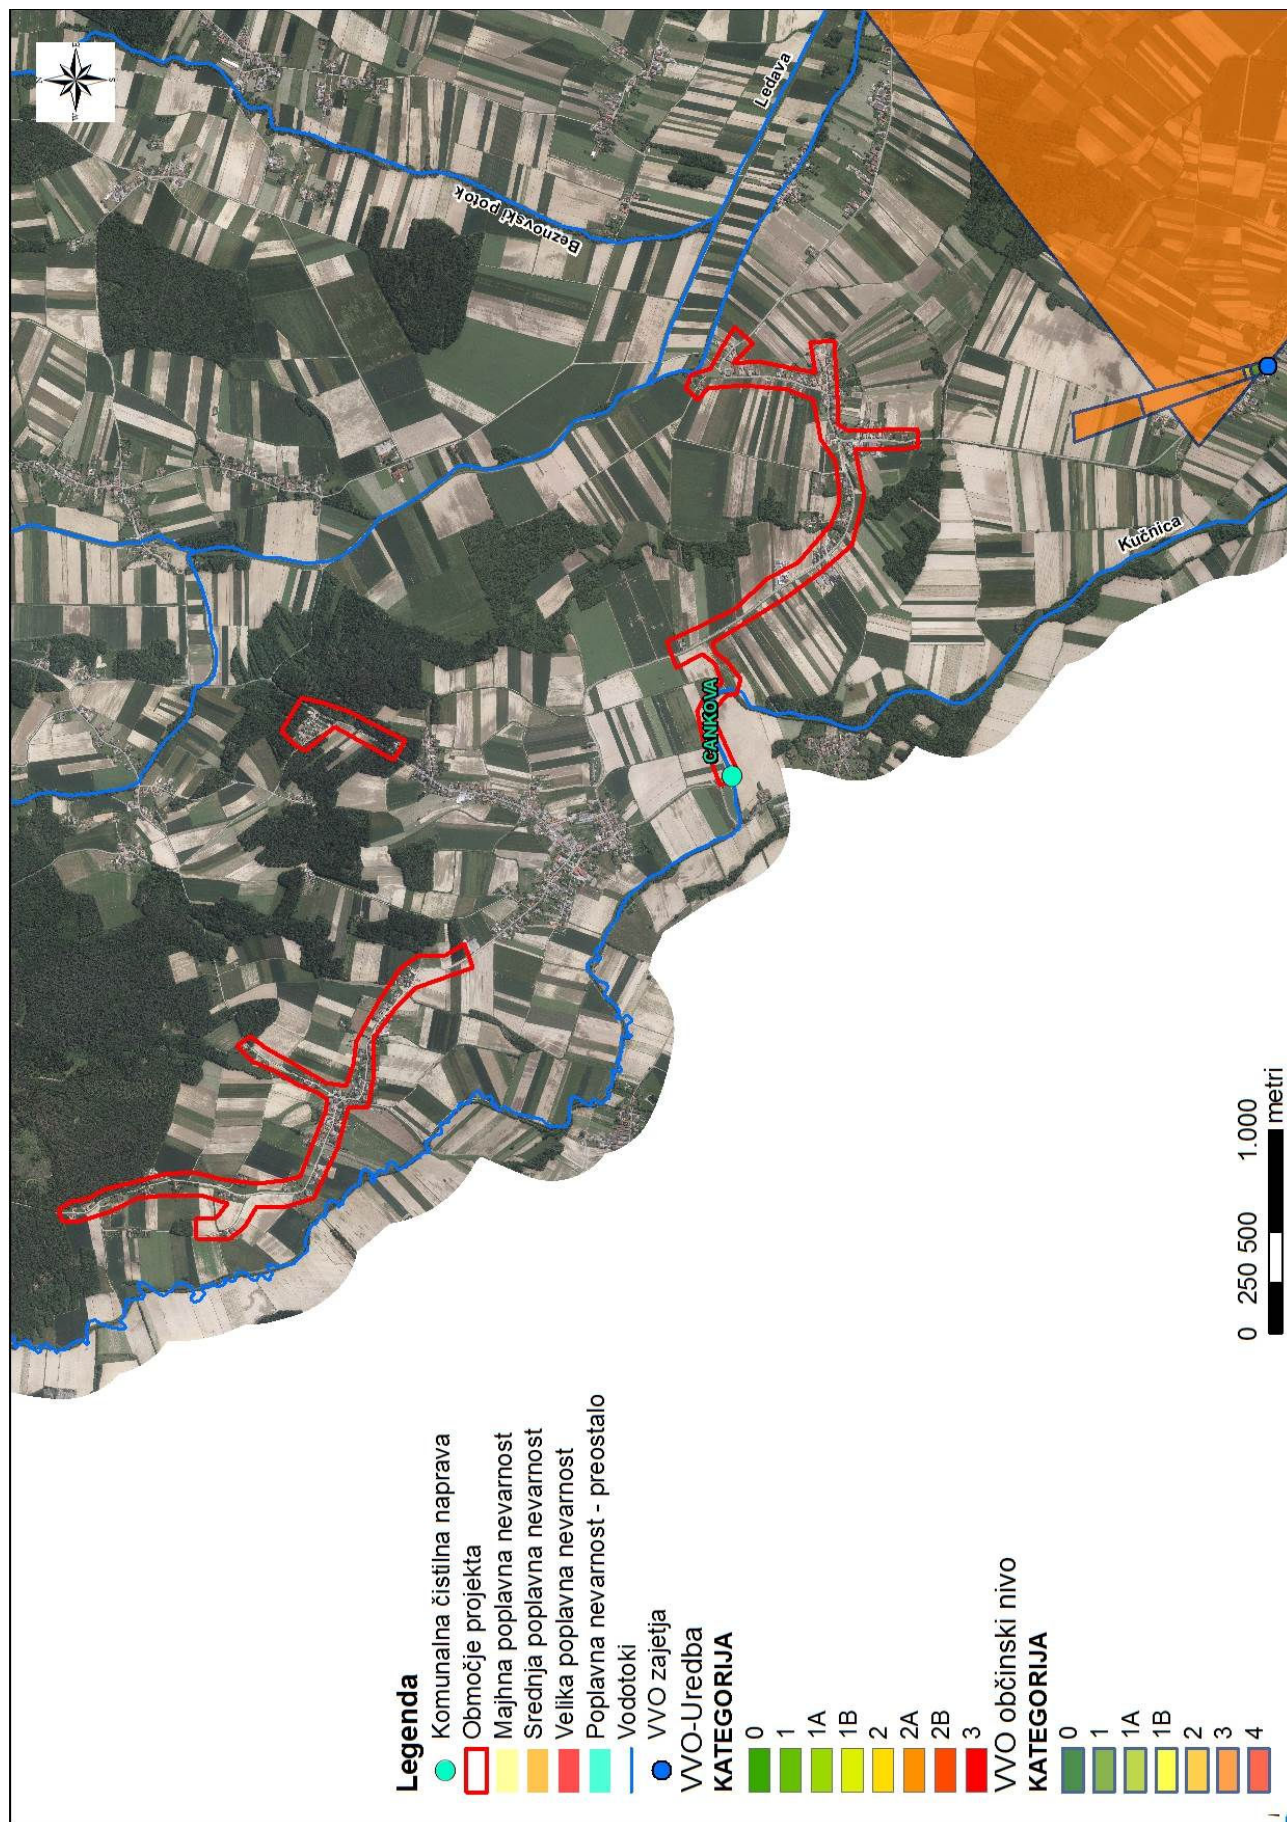 Beznovski potok
Ledava
CANKOVA
Kučnica
Legenda
Komunalna čistilna naprava
Območje projekta
Majhna poplavna nevarnost
Srednja poplavna nevarnost
Velika poplavna nevarnost
Poplavna nevarnost - preostalo
Vodotoki
VVO zajetja
VVO-Uredba
KATEGORIJA
0
1
1A
1B
2
2A
2B
3
VVO občinski nivo
KATEGORIJA
0
1
1A
1B
2
3
4
0 250 500 1.000
metri